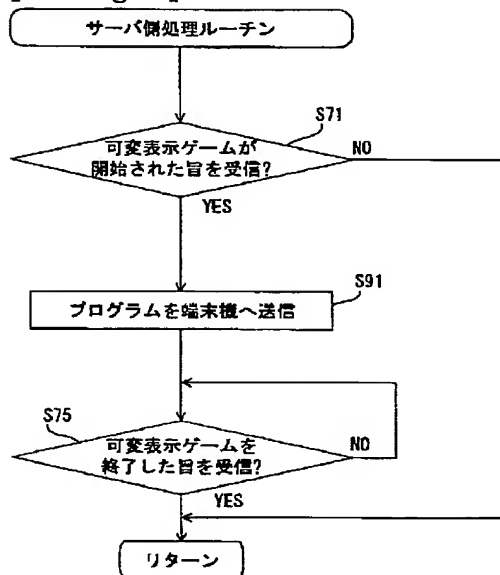 サーバ側処理ルーチン
S71
可変表示ゲームが
開始された旨を受信?
NO
YES
S91
プログラムを端末機へ送信
S75
可変表示ゲームを
終了した旨を受信?
NO
YES
リターン